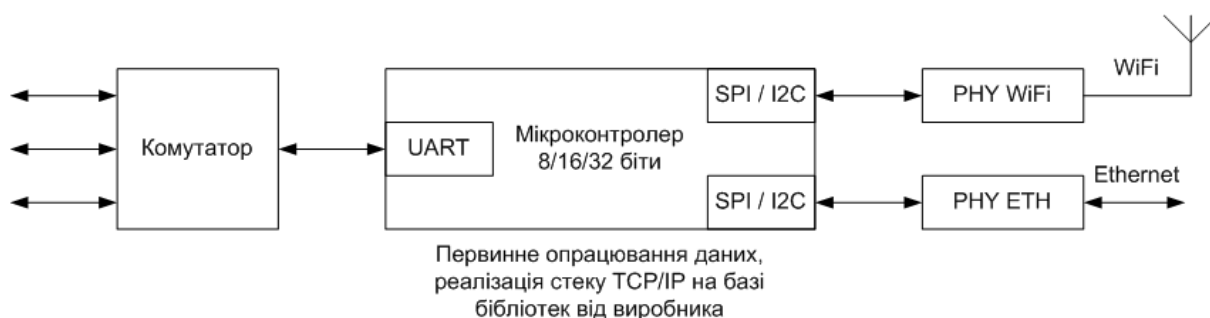 WiFi
SPI / I2C
PHY WiFi
Комутатор
UART
Мікроконтролер
8/16/32 біти
Ethernet
SPI / I2C
PHY ETH
Первинне опрацювання даних,
реалізація стеку TCP/IP на базі
бібліотек від виробника